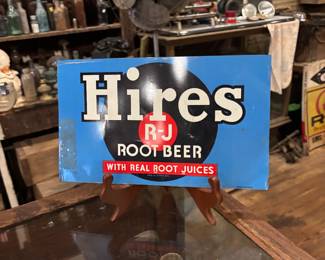 Hires
R-J
ROOT BEER
WITH REAL ROOT JUICES